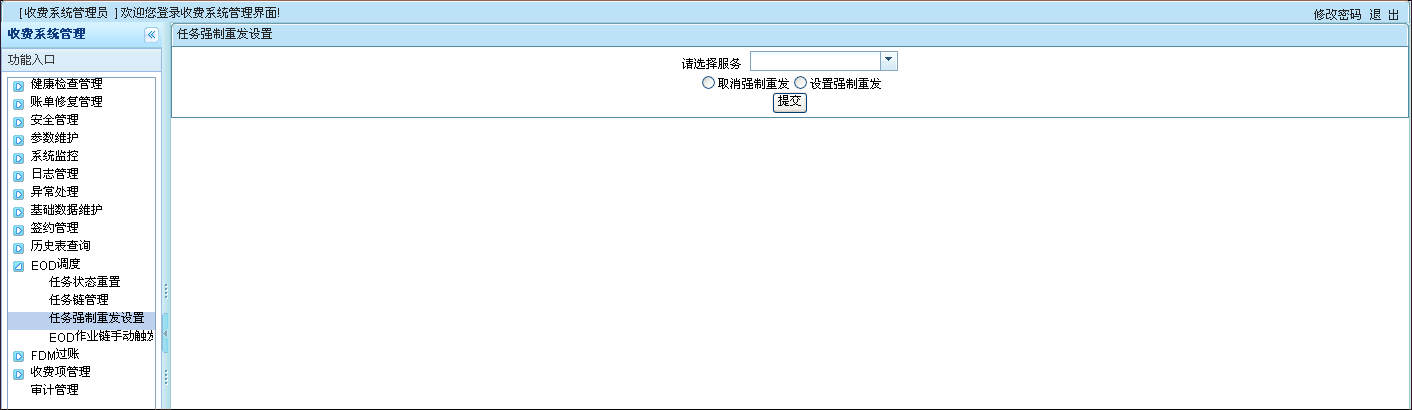 [ 收费系统管理员 ] 欢迎您登录收费系统管理界面!
修改密码 退 出
收费系统管理
任务强制重发设置
功能入口
请选择服务
取消强制重发 设置强制重发
提交
健康检查管理
账单修复管理
安全管理
参数维护
系统监控
日志管理
异常处理
基础数据维护
签约管理
历史表查询
EOD调度
任务状态重置
任务链管理
任务强制重发设置
EOD作业链手动触发
FDM过账
收费项管理
审计管理